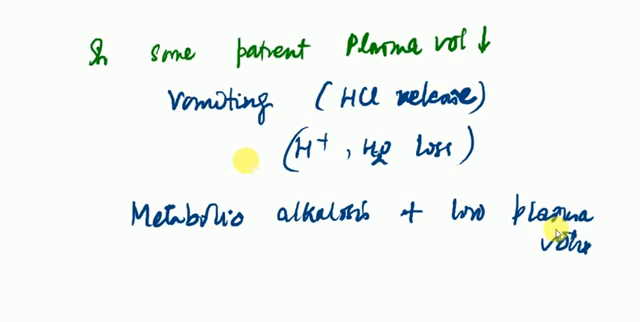 In some patient Plasma vol ↓
Vomiting (HCl release)
(H+, H2O loss)
Metabolic alkalosis + low plasma
volume